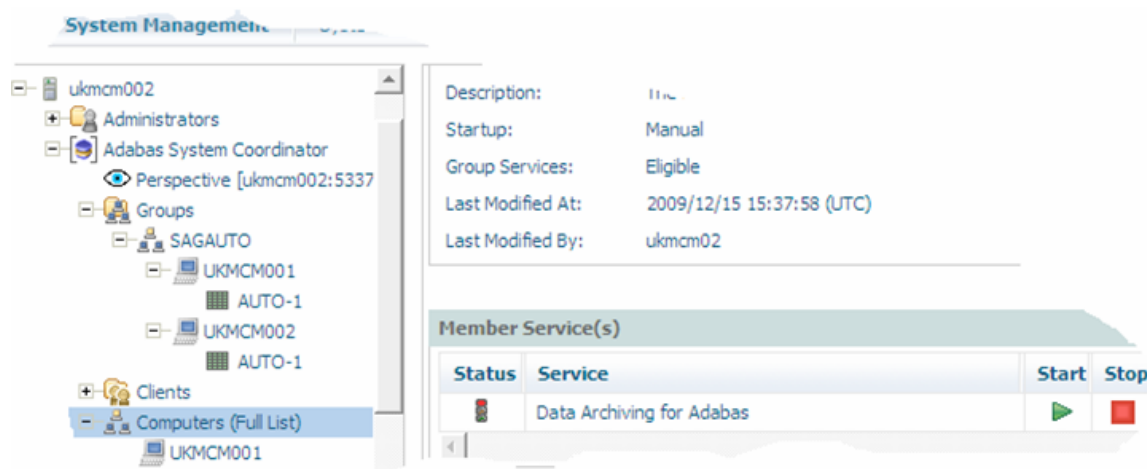 System Management
ukmcm002
Administrators
Adabas System Coordinator
Perspective [ukmcm002:5337
Groups
SAGAUTO
UKMCM001
AUTO-1
UKMCM002
AUTO-1
Clients
Computers (Full List)
UKMCM001
Description:
Startup: Manual
Group Services: Eligible
Last Modified At: 2009/12/15 15:37:58 (UTC)
Last Modified By: ukmcm02
Member Service(s)
Status Service Start Stop
Data Archiving for Adabas